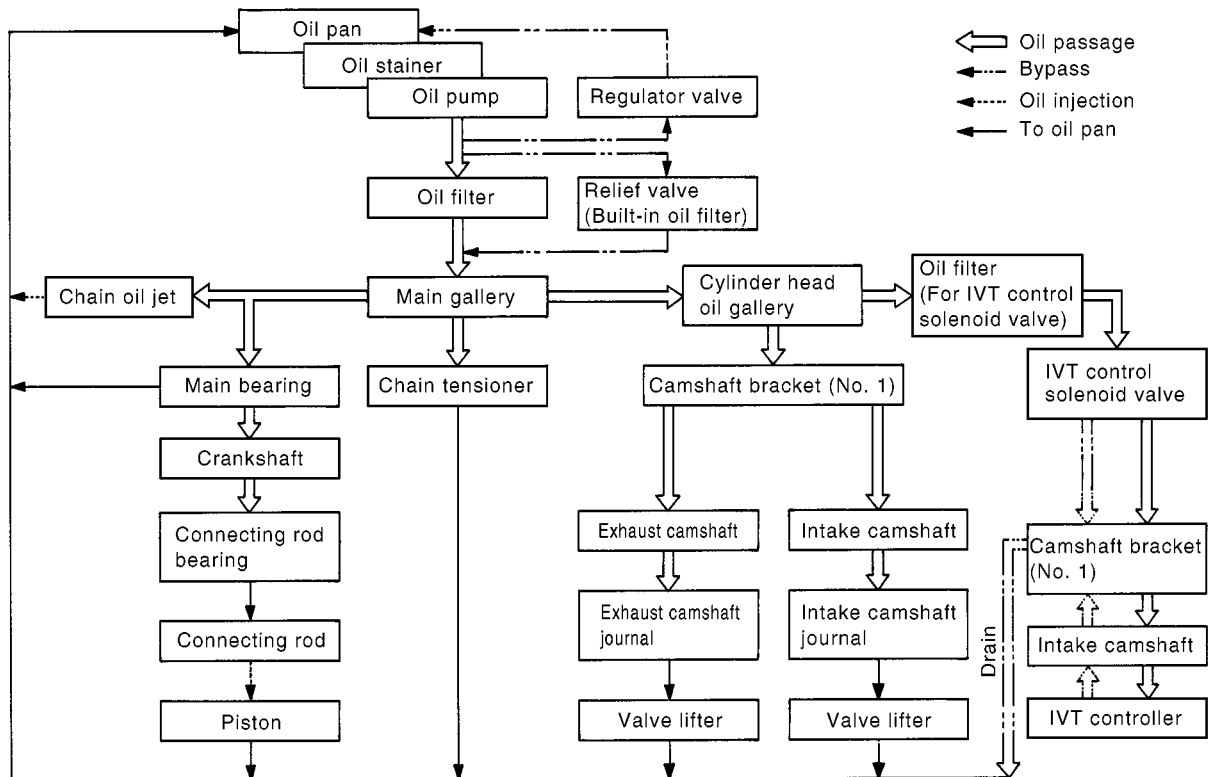 Oil pan
Oil stainer
Oil pump
Regulator valve
Oil passage
Bypass
Oil injection
To oil pan
Oil filter
Relief valve
(Built-in oil filter)
Chain oil jet
Main gallery
Cylinder head
oil gallery
Oil filter
(For IVT control
solenoid valve)
Main bearing
Chain tensioner
Camshaft bracket (No. 1)
IVT control
solenoid valve
Crankshaft
Connecting rod
bearing
Exhaust camshaft
Intake camshaft
Camshaft bracket
(No. 1)
Connecting rod
Exhaust camshaft
journal
Intake camshaft
journal
Drain
Intake camshaft
Piston
Valve lifter
Valve lifter
IVT controller